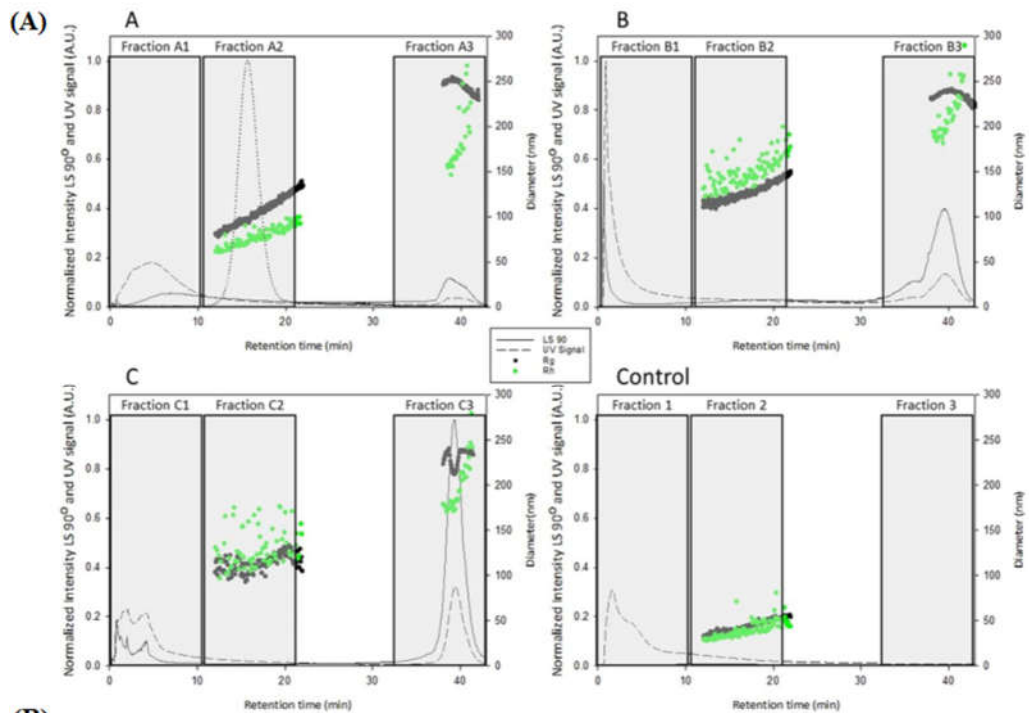 (A)
A
Fraction A1 Fraction A2 Fraction A3
Normalized Intensity LS 90⁰ and UV signal (A.U.)
1.0
0.8
0.6
0.4
0.2
0.0
300
250
200
150
100
50
0
Diameter (nm)
0 10 20 30 40
Retention time (min)
B
Fraction B1 Fraction B2 Fraction B3
Normalized Intensity LS 90⁰ and UV signal (A.U.)
1.0
0.8
0.6
0.4
0.2
0.0
300
250
200
150
100
50
0
Diameter (nm)
0 10 20 30 40
Retention time (min)
LS 90
UV Signal
Rg
Rh
C
Fraction C1 Fraction C2 Fraction C3
Normalized Intensity LS 90⁰ and UV signal (A.U.)
1.0
0.8
0.6
0.4
0.2
0.0
300
250
200
150
100
50
0
Diameter(nm)
0 10 20 30 40
Retention time (min)
Control
Fraction 1 Fraction 2 Fraction 3
Normalized Intensity LS 90⁰ and UV signal (A.U.)
1.0
0.8
0.6
0.4
0.2
0.0
300
250
200
150
100
50
0
Diameter (nm)
0 10 20 30 40
Retention time (min)